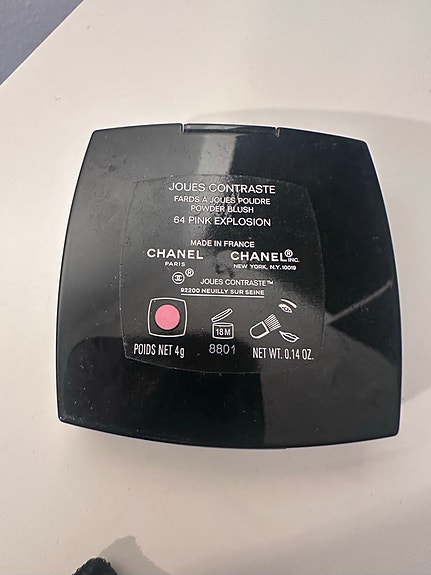 JOUES CONTRASTE
FARDS À JOUES POUDRE
POWDER BLUSH
64 PINK EXPLOSION
MADE IN FRANCE
CHANEL CHANEL® INC.
PARIS NEW YORK, N.Y. 10019
®
JOUES CONTRASTE™
92200 NEUILLY SUR SEINE
18M
POIDS NET 4g 8801 NET WT. 0.14 OZ.